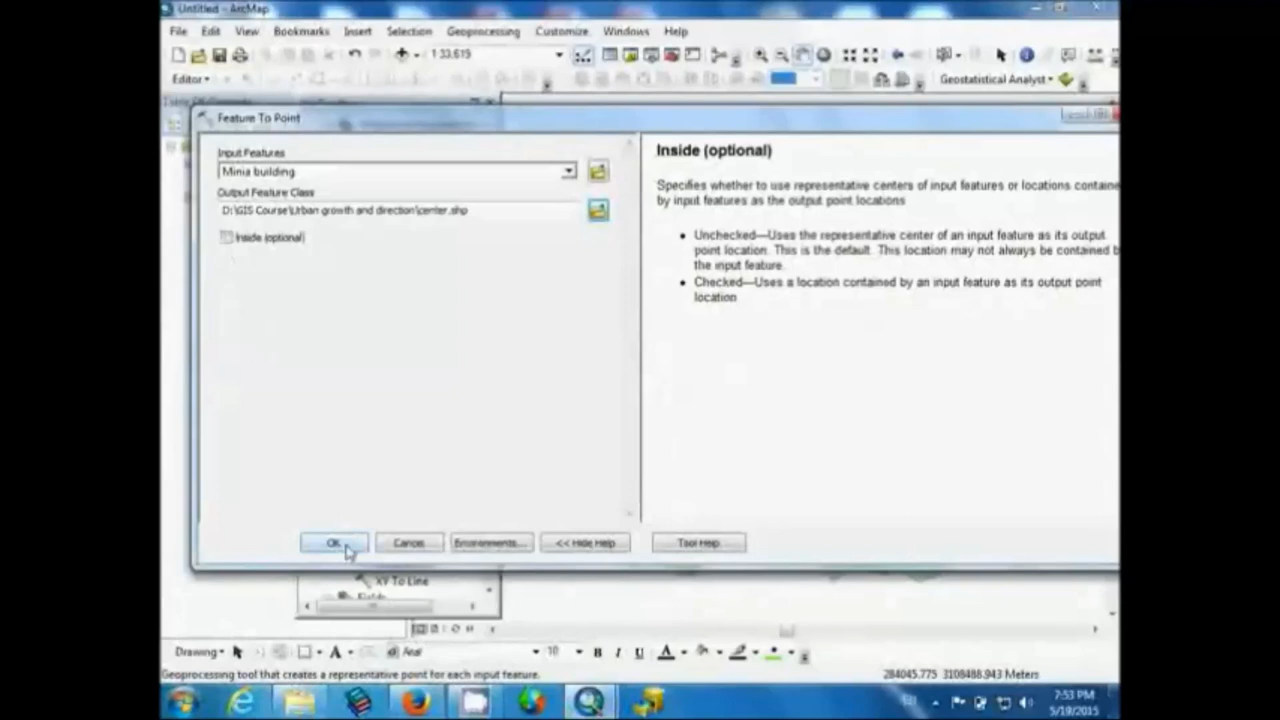 Untitled - ArcMap
File Edit View Bookmarks Insert Selection Geoprocessing Customize Windows Help
1:33,615
Editor
Geostatistical Analyst
Feature To Point
Input Features
Minia building
Output Feature Class
D:\GIS Course\Urban growth and direction\center.shp
Inside (optional)
OK Cancel Environments... << Hide Help Tool Help
Inside (optional)
Specifies whether to use representative centers of input features or locations containe
by input features as the output point locations
• Unchecked—Uses the representative center of an input feature as its output
point location. This is the default. This location may not always be contained b
the input feature.
• Checked—Uses a location contained by an input feature as its output point
location
XY To Line
Fields
Drawing A Arial 10 B I U A
Geoprocessing tool that creates a representative point for each input feature.
284045.775 3108488.943 Meters
7:53 PM
5/19/2015